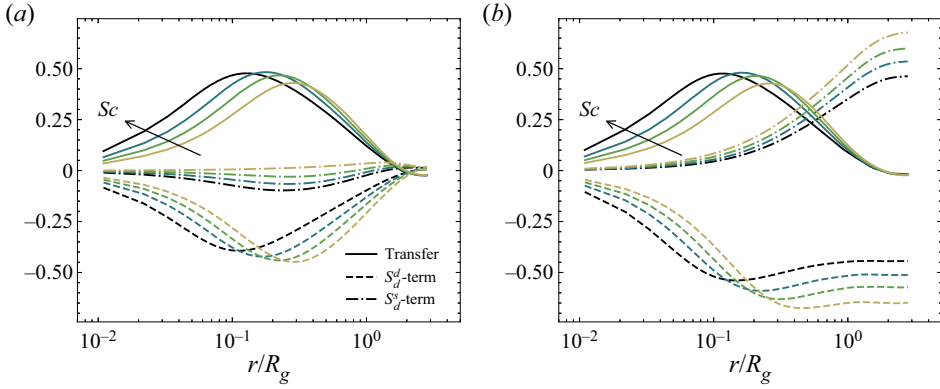 (a)
0.50
0.25
0
−0.25
−0.50
Sc
Transfer
S_d^d-term
S_d^s-term
10^{−2}
10^{−1}
10^0
r/R_g
(b)
0.50
0.25
0
−0.25
−0.50
Sc
10^{−2}
10^{−1}
10^0
r/R_g